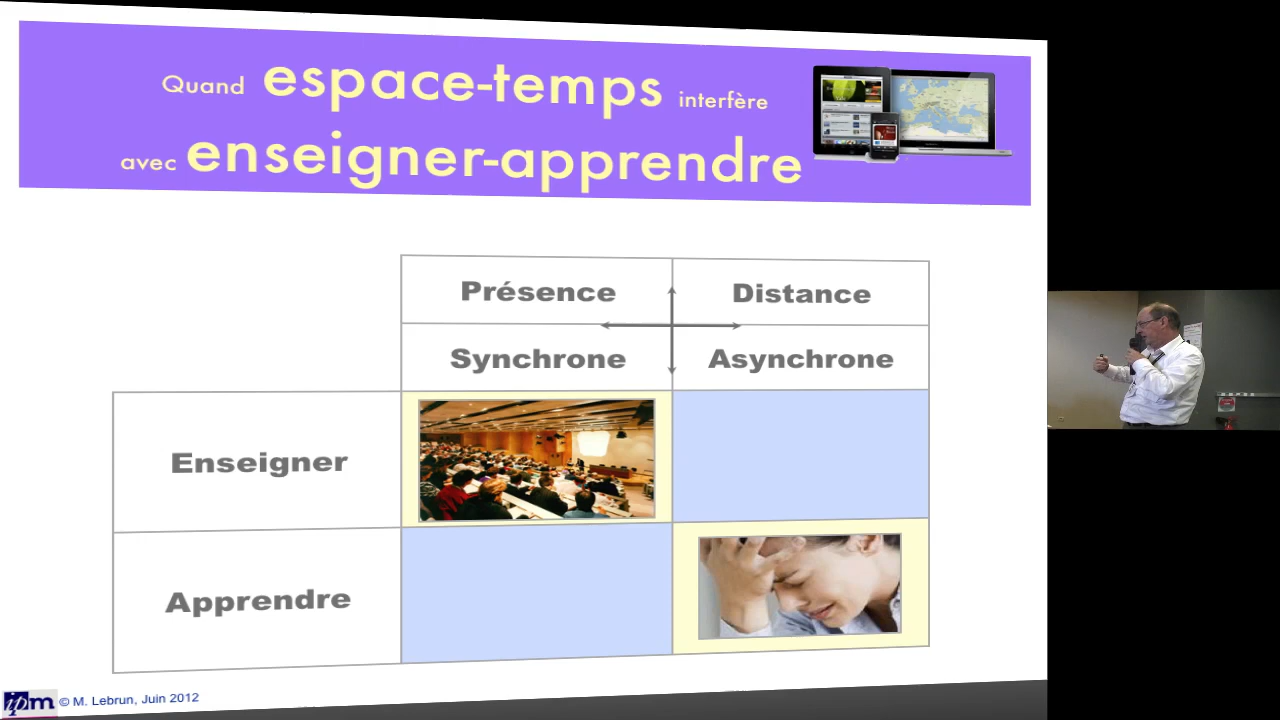 Quand espace-temps interfère
avec enseigner-apprendre
Présence Distance
Synchrone Asynchrone
Enseigner
Apprendre
ipm © M. Lebrun, Juin 2012